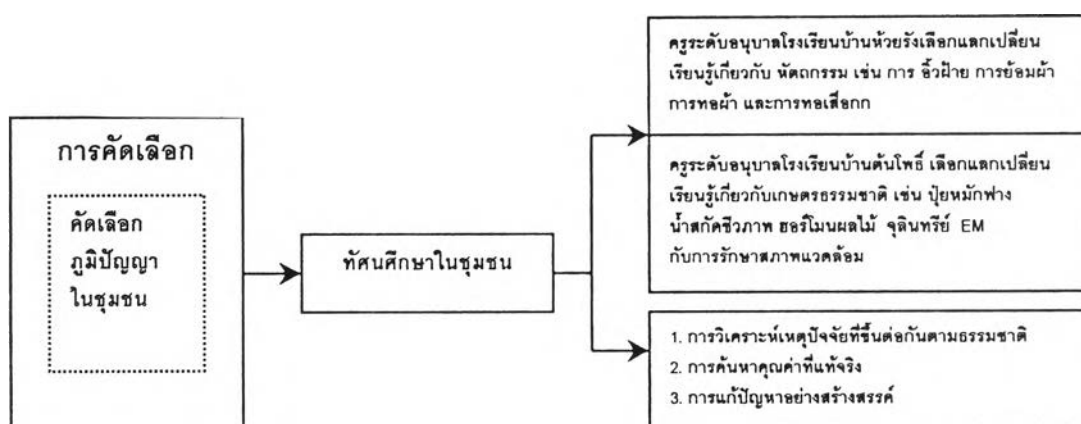 การคัดเลือก
คัดเลือก
ภูมิปัญญา
ในชุมชน
ทัศนศึกษาในชุมชน
ครูระดับอนุบาลโรงเรียนบ้านห้วยรังเลือกแลกเปลี่ยน
เรียนรู้เกี่ยวกับ หัตถกรรม เช่น การ อิ้วฝ้าย การย้อมผ้า
การทอผ้า และการทอเสื่อกก
ครูระดับอนุบาลโรงเรียนบ้านต้นโพธิ์ เลือกแลกเปลี่ยน
เรียนรู้เกี่ยวกับเกษตรธรรมชาติ เช่น ปุ๋ยหมักฟาง
น้ำสกัดชีวภาพ ฮอร์โมนผลไม้ จุลินทรีย์ EM
กับการรักษาสภาพแวดล้อม
1. การวิเคราะห์เหตุปัจจัยที่ขึ้นต่อกันตามธรรมชาติ
2. การค้นหาคุณค่าที่แท้จริง
3. การแก้ปัญหาอย่างสร้างสรรค์